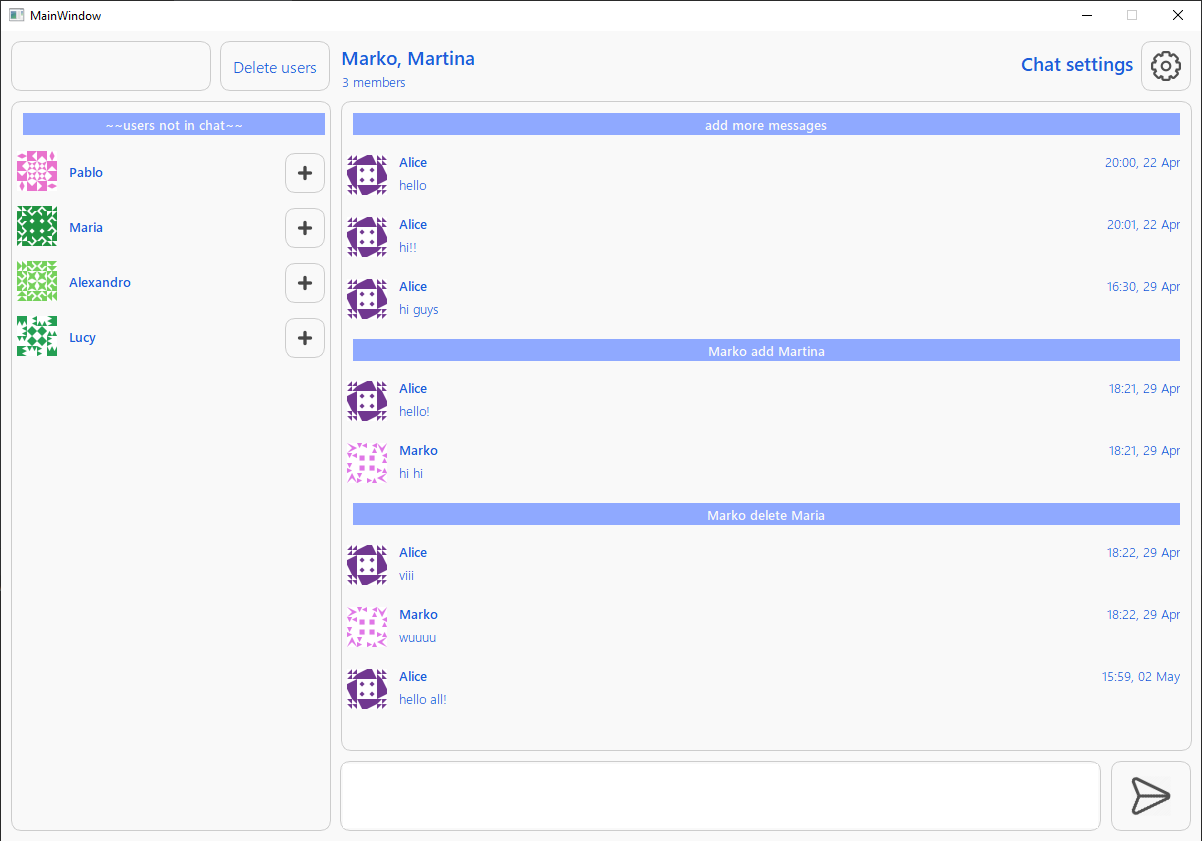 MainWindow
Delete users
Marko, Martina
3 members
Chat settings
~~users not in chat~~
Pablo
Maria
Alexandro
Lucy
add more messages
Alice 20:00, 22 Apr
hello
Alice 20:01, 22 Apr
hi!!
Alice 16:30, 29 Apr
hi guys
Marko add Martina
Alice 18:21, 29 Apr
hello!
Marko 18:21, 29 Apr
hi hi
Marko delete Maria
Alice 18:22, 29 Apr
viii
Marko 18:22, 29 Apr
wuuuu
Alice 15:59, 02 May
hello all!